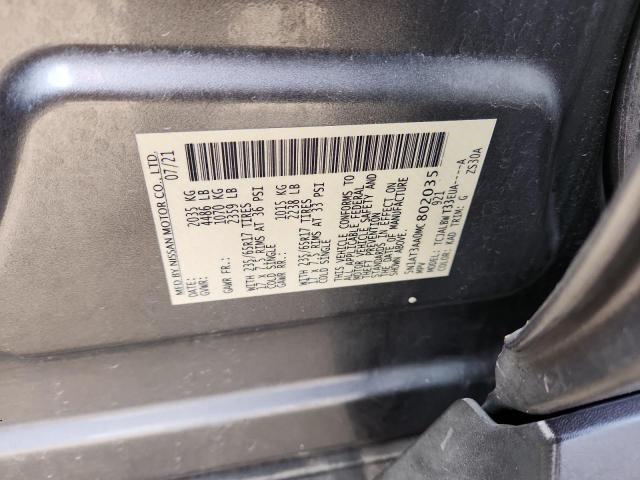 MFD BY NISSAN MOTOR CO., LTD.
07/21
GVWR: 2035 KG
4486 LB
GAWR FR.: 1070 KG
2359 LB
WITH 235/65R17 TIRES
17 X 7.5 RIMS AT 36 PSI
COLD SINGLE
GAWR RR.: 1015 KG
2238 LB
WITH 235/65R17 TIRES
17 X 7.5 RIMS AT 33 PSI
COLD SINGLE
THIS VEHICLE CONFORMS TO
ALL APPLICABLE FEDERAL
MOTOR VEHICLE SAFETY AND
THEFT PREVENTION
STANDARDS IN EFFECT ON
THE DATE OF MANUFACTURE
SHOWN ABOVE.
5N1AT3AA0MC802035
MPV 921
MODEL: TCJALWYT33EUA----A
COLOR: KAD TRIM: G ZS30A